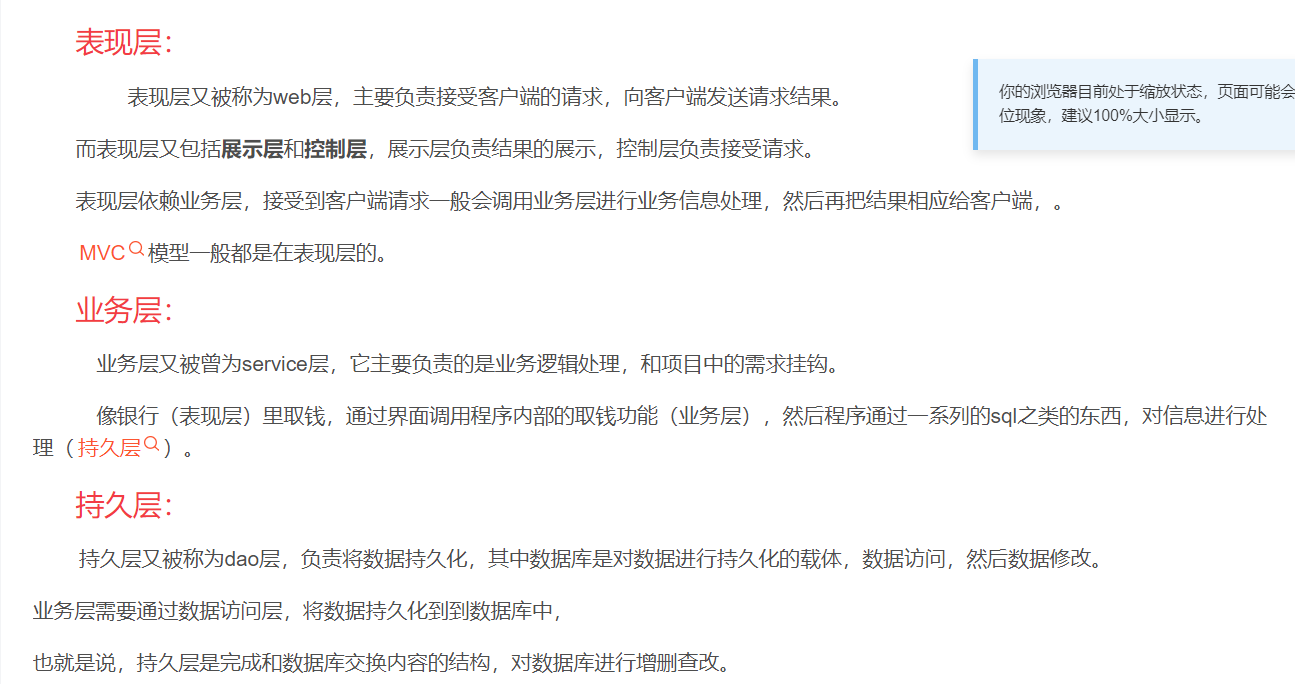 表现层：
表现层又被称为web层，主要负责接受客户端的请求，向客户端发送请求结果。
你的浏览器目前处于缩放状态，页面可能会
位现象，建议100%大小显示。
而表现层又包括展示层和控制层，展示层负责结果的展示，控制层负责接受请求。
表现层依赖业务层，接受到客户端请求一般会调用业务层进行业务信息处理，然后再把结果相应给客户端，。
MVC模型一般都是在表现层的。
业务层：
业务层又被曾为service层，它主要负责的是业务逻辑处理，和项目中的需求挂钩。
像银行（表现层）里取钱，通过界面调用程序内部的取钱功能（业务层），然后程序通过一系列的sql之类的东西，对信息进行处
理（持久层）。
持久层：
持久层又被称为dao层，负责将数据持久化，其中数据库是对数据进行持久化的载体，数据访问，然后数据修改。
业务层需要通过数据访问层，将数据持久化到到数据库中，
也就是说，持久层是完成和数据库交换内容的结构，对数据库进行增删查改。